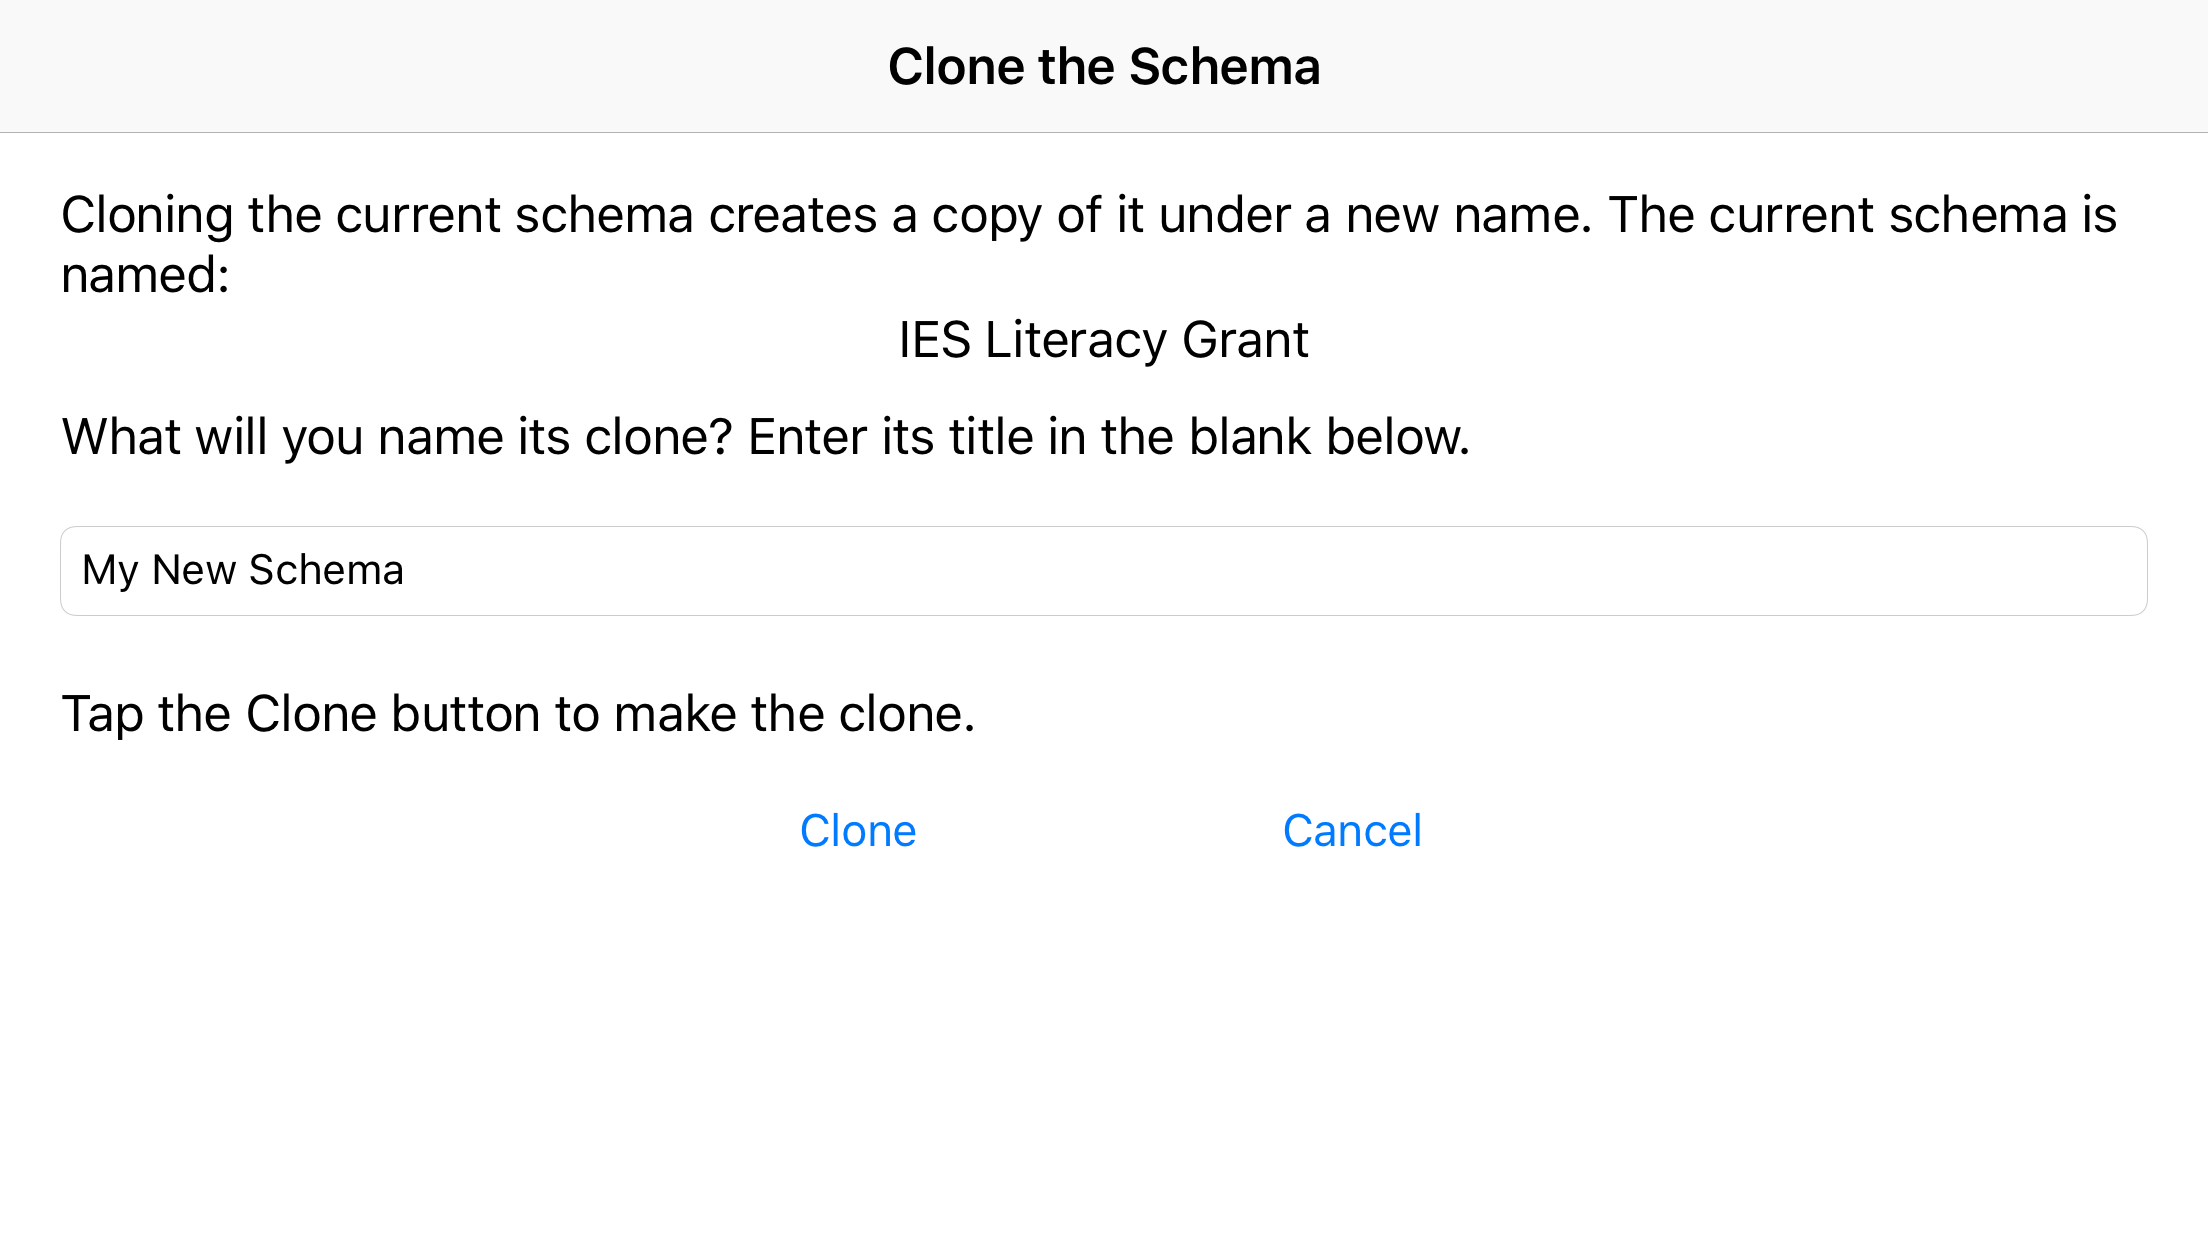 Clone the Schema
Cloning the current schema creates a copy of it under a new name. The current schema is
named:
IES Literacy Grant
What will you name its clone? Enter its title in the blank below.
My New Schema
Tap the Clone button to make the clone.
Clone
Cancel